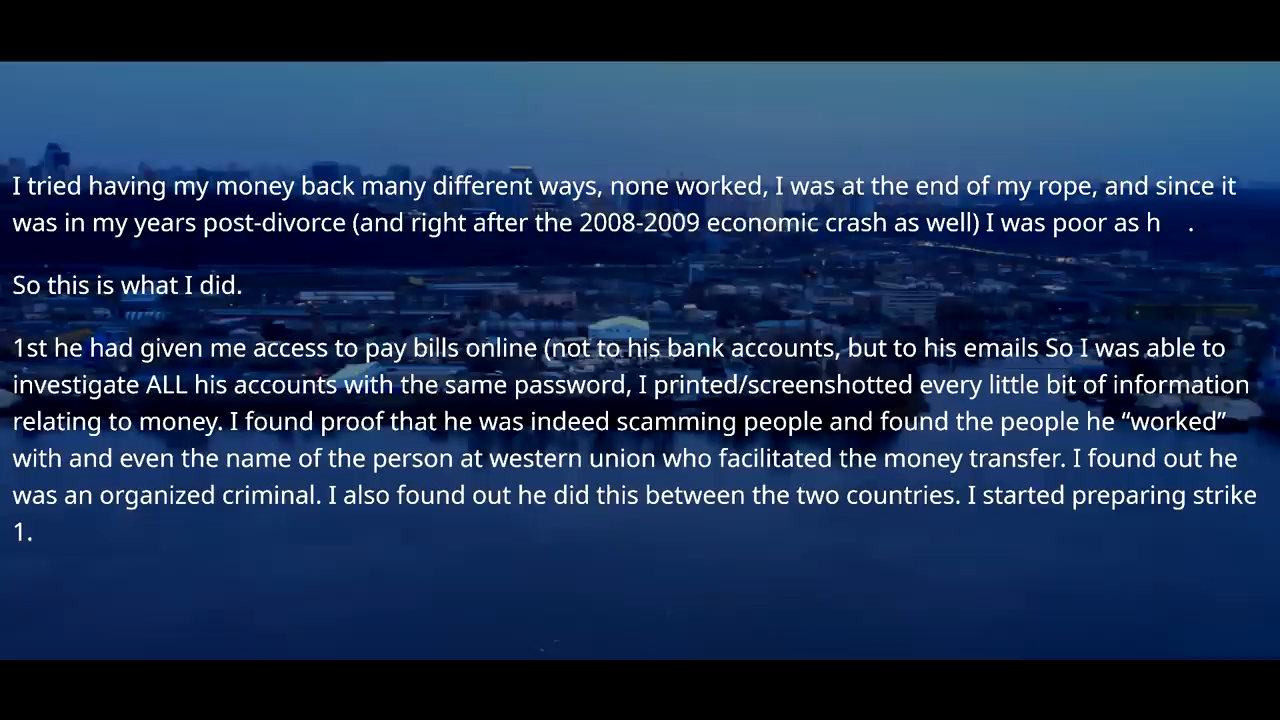 I tried having my money back many different ways, none worked, I was at the end of my rope, and since it
was in my years post-divorce (and right after the 2008-2009 economic crash as well) I was poor as h .
So this is what I did.
1st he had given me access to pay bills online (not to his bank accounts, but to his emails So I was able to
investigate ALL his accounts with the same password, I printed/screenshotted every little bit of information
relating to money. I found proof that he was indeed scamming people and found the people he “worked”
with and even the name of the person at western union who facilitated the money transfer. I found out he
was an organized criminal. I also found out he did this between the two countries. I started preparing strike
1.